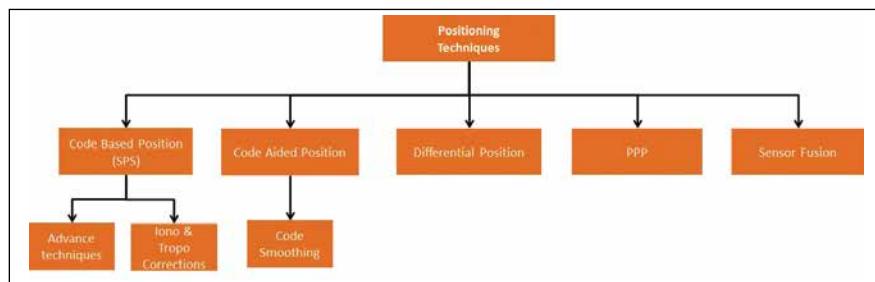 Positioning
Techniques
Code Based Position
(SPS)
Code Aided Position
Differential Position
PPP
Sensor Fusion
Advance
techniques
Iono &
Tropo
Corrections
Code
Smoothing